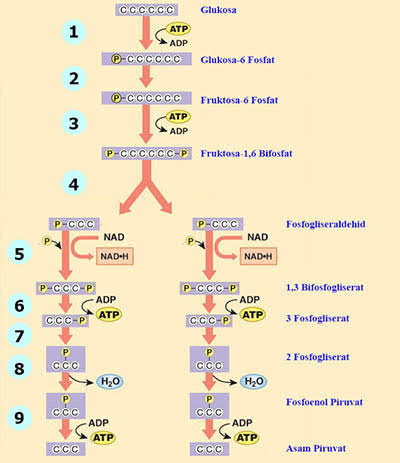 CCCCCC Glukosa
1 ATP
ADP
P-CCCCCC Glukosa-6 Fosfat
2
P-CCCCCC Fruktosa-6 Fosfat
3 ATP
ADP
P-CCCCCC-P Fruktosa-1,6 Bifosfat
4
P-CCC P-CCC Fosfogliseraldehid
P NAD P NAD
5 NAD•H NAD•H
P-CCC-P P-CCC-P 1,3 Bifosfogliserat
6 ADP ADP
ATP ATP
CCC-P CCC-P 3 Fosfogliserat
7
P P
8 CCC CCC 2 Fosfogliserat
H₂O H₂O
P P
CCC CCC Fosfoenol Piruvat
9 ADP ADP
ATP ATP
CCC CCC Asam Piruvat